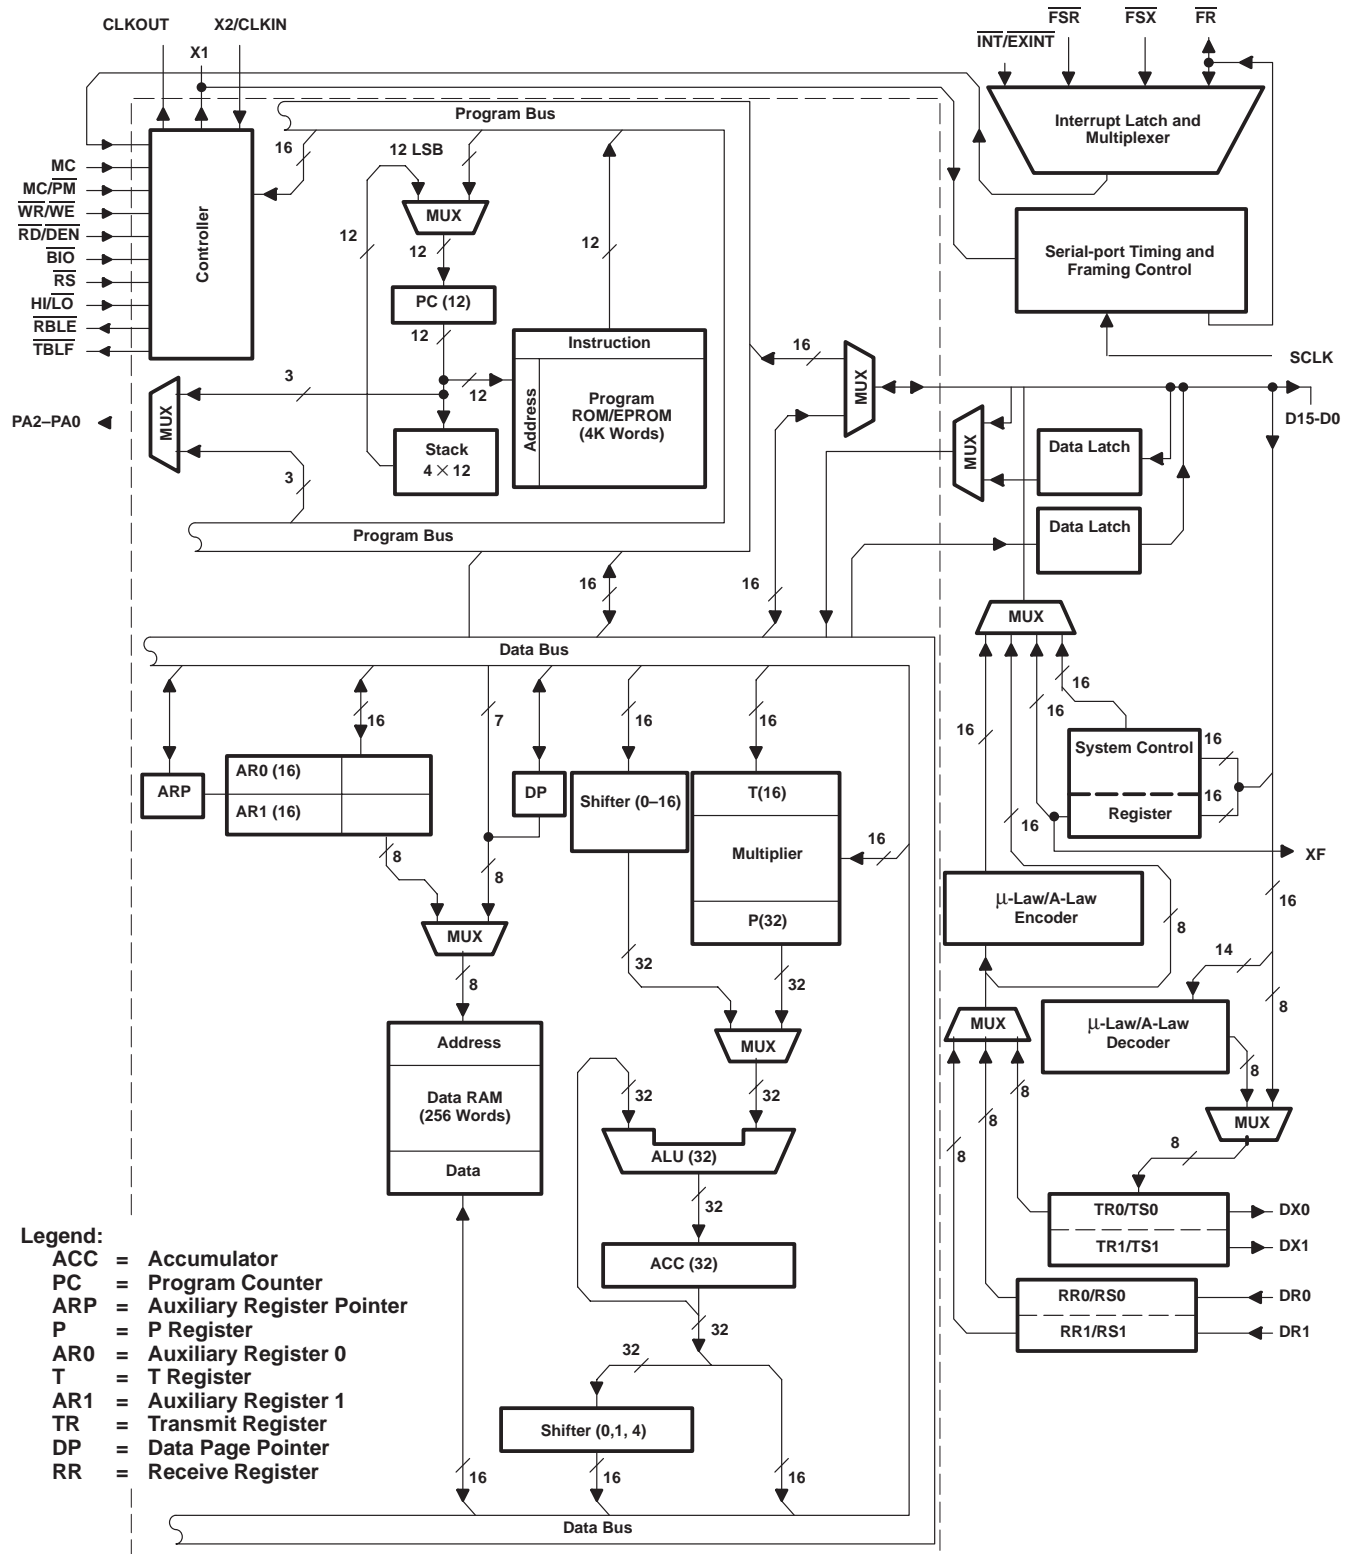 CLKOUT
X2/CLKIN
X1
FSR
FSX
FR
INT/EXINT
Interrupt Latch and
Multiplexer
Program Bus
16
12 LSB
MUX
MC
MC/PM
WR/WE
RD/DEN
BIO
RS
HI/LO
RBLE
TBLF
Controller
12
12
12
PC (12)
12
Serial-port Timing and
Framing Control
SCLK
Instruction
Address
Program
ROM/EPROM
(4K Words)
16
MUX
3
12
MUX
PA2–PA0
D15-D0
Stack
4 × 12
3
MUX
Data Latch
Data Latch
Program Bus
16
16
MUX
Data Bus
16
7
16
16
16
16
16
System Control
16
16
Register
ARP
AR0 (16)
AR1 (16)
DP
Shifter (0–16)
T(16)
Multiplier
P(32)
16
16
XF
8
8
MUX
8
μ-Law/A-Law
Encoder
8
16
14
8
32
32
MUX
MUX
μ-Law/A-Law
Decoder
8
8
8
8
MUX
8
Address
Data RAM
(256 Words)
Data
32
32
ALU (32)
32
ACC (32)
32
TR0/TS0
TR1/TS1
DX0
DX1
RR0/RS0
RR1/RS1
DR0
DR1
32
Shifter (0,1, 4)
16
16
16
Data Bus
Legend:
ACC = Accumulator
PC = Program Counter
ARP = Auxiliary Register Pointer
P = P Register
AR0 = Auxiliary Register 0
T = T Register
AR1 = Auxiliary Register 1
TR = Transmit Register
DP = Data Page Pointer
RR = Receive Register